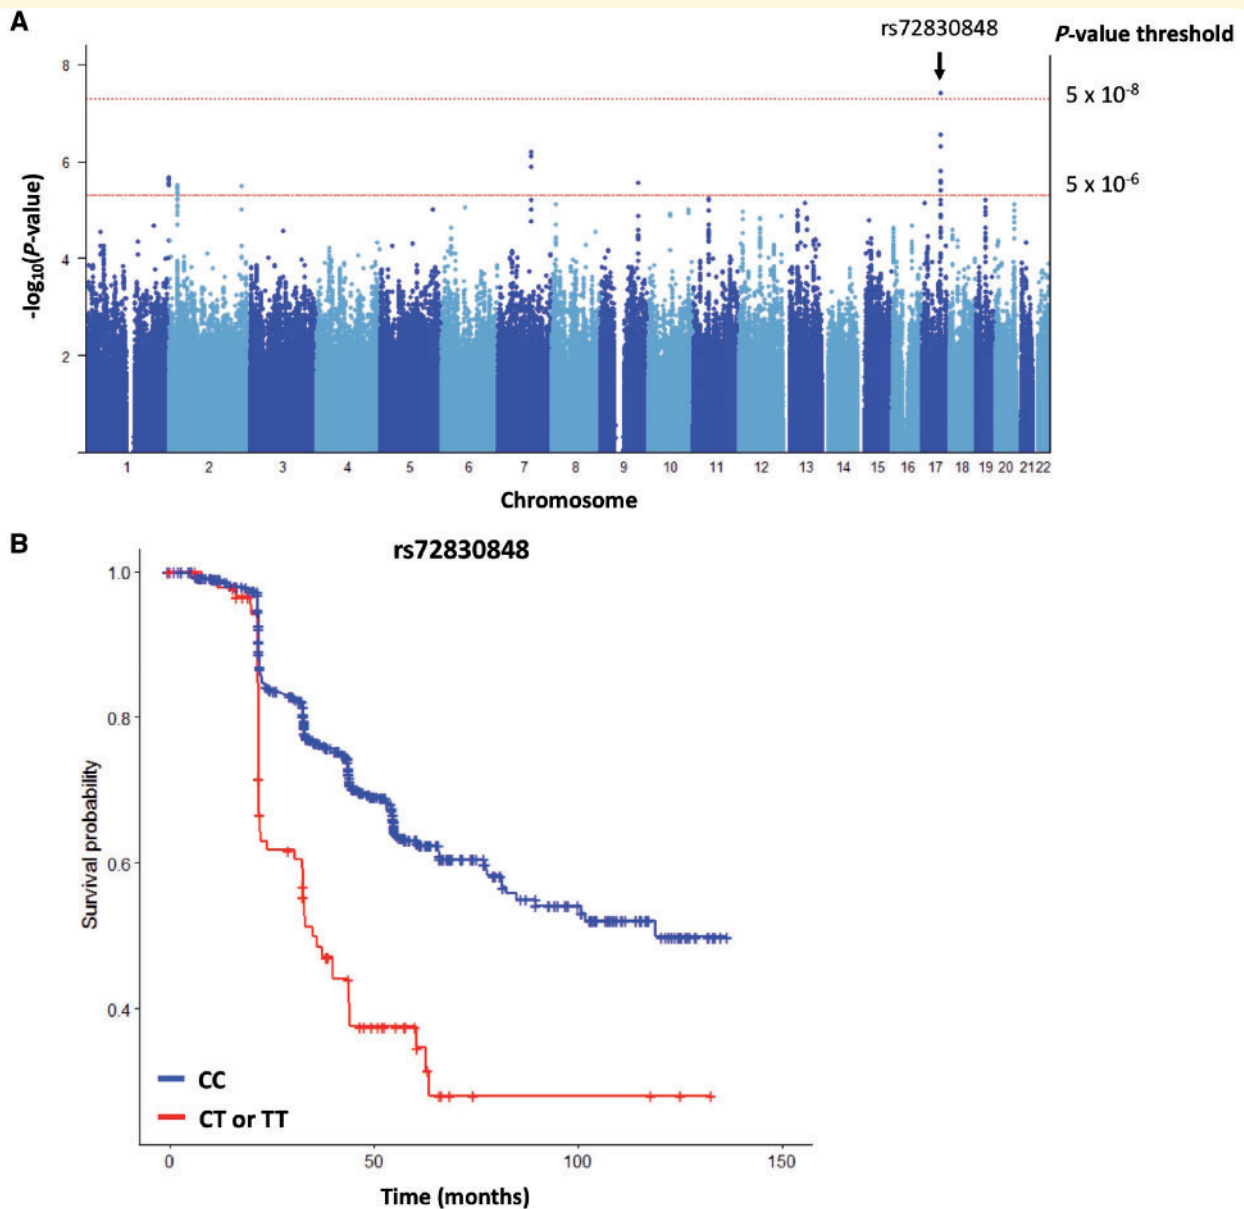 A
rs72830848
P-value threshold
8
6
4
2
5 x 10⁻⁸
5 x 10⁻⁶
-log₁₀(P-value)
1 2 3 4 5 6 7 8 9 10 11 12 13 14 15 16 17 18 19 20 21 22
Chromosome
B
rs72830848
1.0
0.8
0.6
0.4
Survival probability
CC
CT or TT
0 50 100 150
Time (months)